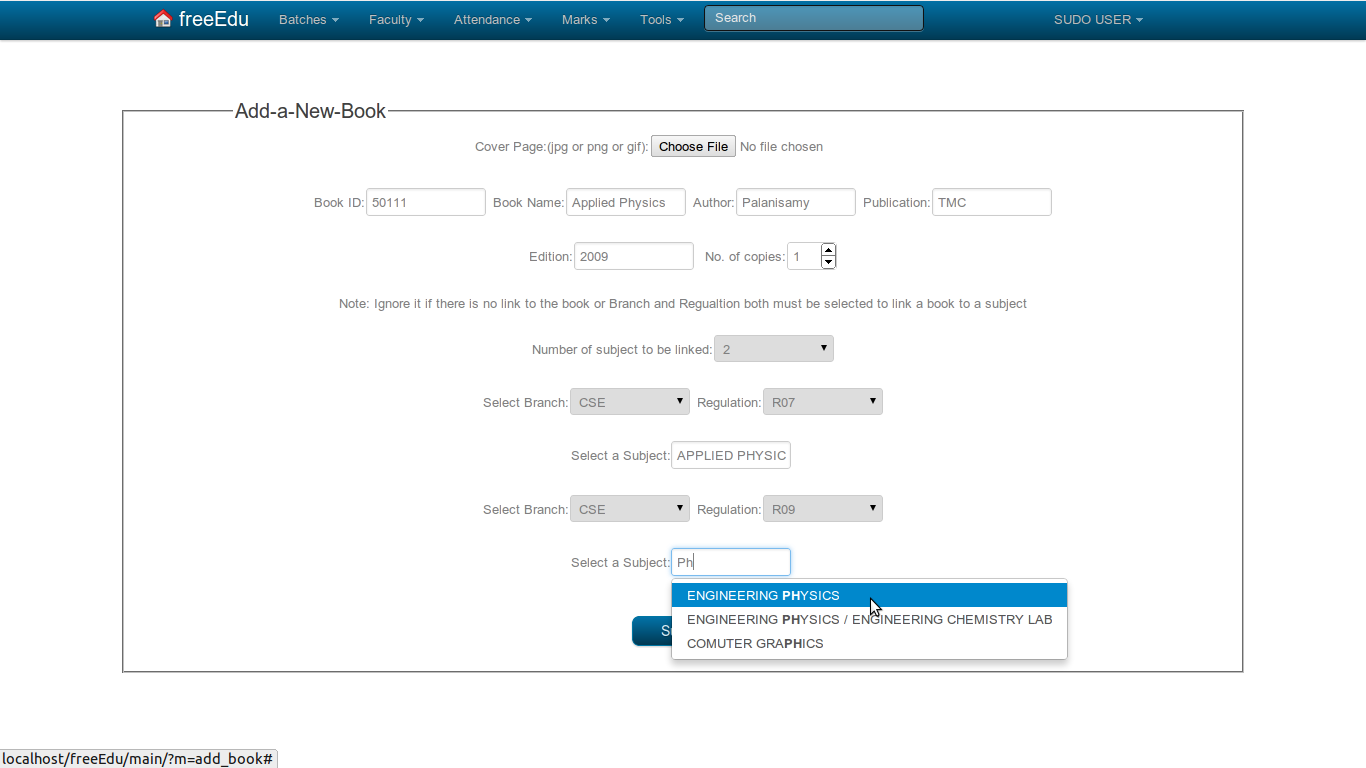 freeEdu Batches Faculty Attendance Marks Tools Search SUDO USER
Add-a-New-Book
Cover Page:(jpg or png or gif): Choose File No file chosen
Book ID: 50111 Book Name: Applied Physics Author: Palanisamy Publication: TMC
Edition: 2009 No. of copies: 1
Note: Ignore it if there is no link to the book or Branch and Regualtion both must be selected to link a book to a subject
Number of subject to be linked: 2
Select Branch: CSE Regulation: R07
Select a Subject: APPLIED PHYSIC
Select Branch: CSE Regulation: R09
Select a Subject: Ph
ENGINEERING PHYSICS
ENGINEERING PHYSICS / ENGINEERING CHEMISTRY LAB
COMUTER GRAPHICS
localhost/freeEdu/main/?m=add_book#